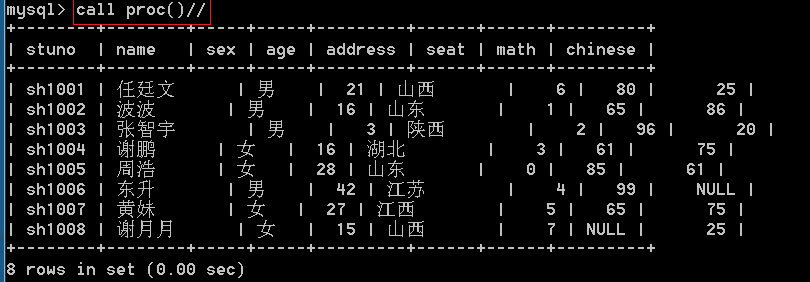 mysql> call proc()//
+--------+--------+-----+-----+---------+------+------+---------+
| stuno | name | sex | age | address | seat | math | chinese |
+--------+--------+-----+-----+---------+------+------+---------+
| sh1001 | 任廷文 | 男 | 21 | 山西 | 6 | 80 | 25 |
| sh1002 | 波波 | 男 | 16 | 山东 | 1 | 65 | 86 |
| sh1003 | 张智宇 | 男 | 3 | 陕西 | 2 | 96 | 20 |
| sh1004 | 谢鹏 | 女 | 16 | 湖北 | 3 | 61 | 75 |
| sh1005 | 周浩 | 女 | 28 | 山东 | 0 | 85 | 61 |
| sh1006 | 东升 | 男 | 42 | 江苏 | 4 | 99 | NULL |
| sh1007 | 黄妹 | 女 | 27 | 江西 | 5 | 65 | 75 |
| sh1008 | 谢月月 | 女 | 15 | 山西 | 7 | NULL | 25 |
+--------+--------+-----+-----+---------+------+------+---------+
8 rows in set (0.00 sec)